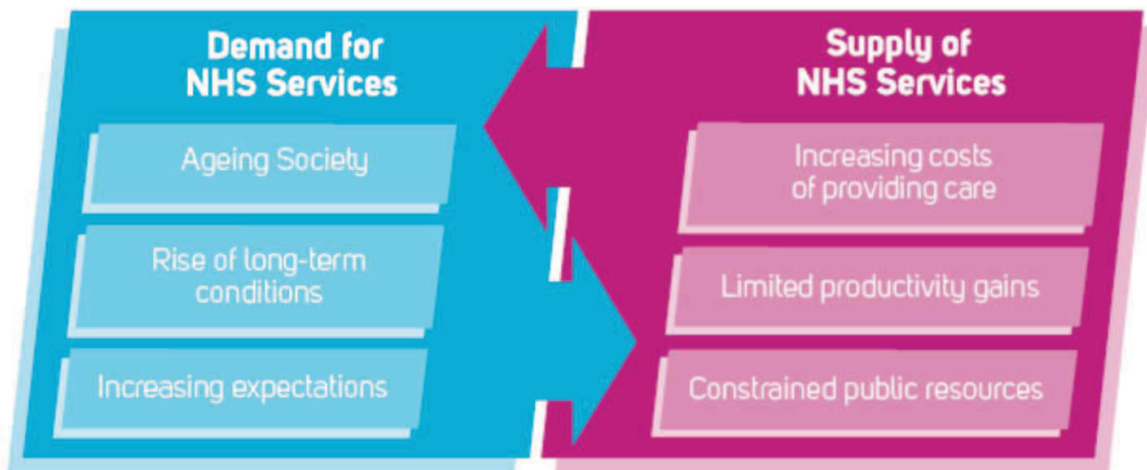 Demand for
NHS Services
Ageing Society
Rise of long-term
conditions
Increasing expectations
Supply of
NHS Services
Increasing costs
of providing care
Limited productivity gains
Constrained public resources